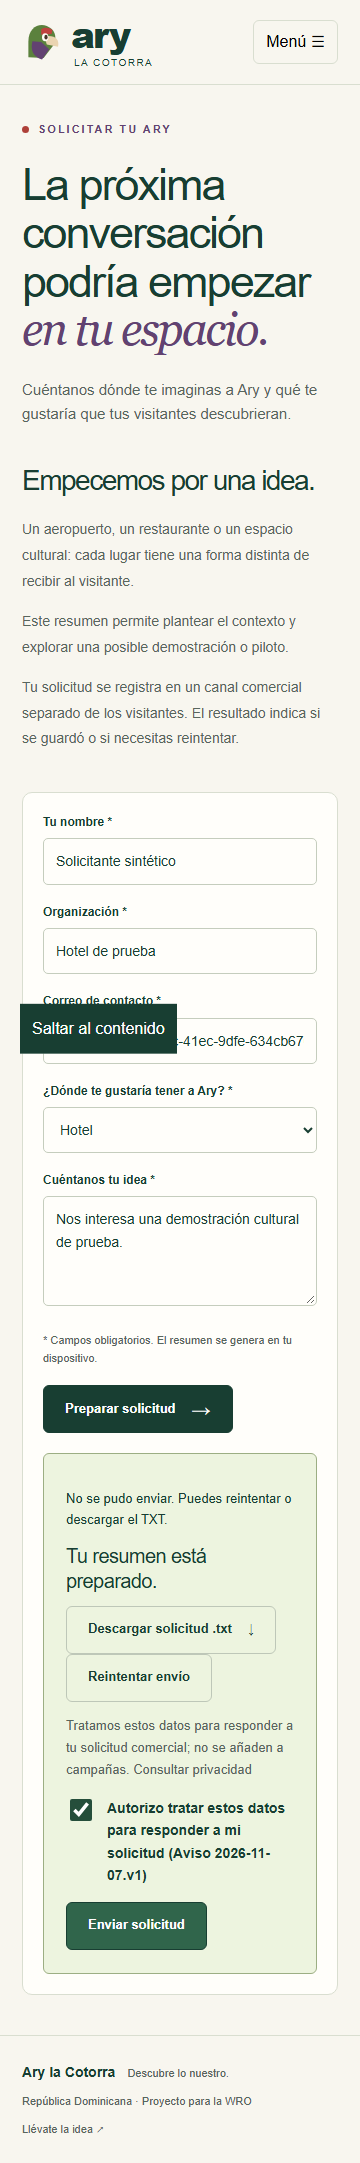 ary
LA COTORRA
Menú ☰
SOLICITAR TU ARY
La próxima
conversación
podría empezar
en tu espacio.
Cuéntanos dónde te imaginas a Ary y qué te
gustaría que tus visitantes descubrieran.
Empecemos por una idea.
Un aeropuerto, un restaurante o un espacio
cultural: cada lugar tiene una forma distinta de
recibir al visitante.
Este resumen permite plantear el contexto y
explorar una posible demostración o piloto.
Tu solicitud se registra en un canal comercial
separado de los visitantes. El resultado indica si
se guardó o si necesitas reintentar.
Tu nombre *
Solicitante sintético
Organización *
Hotel de prueba
Correo de contacto *
Saltar al contenido
-41ec-9dfe-634cb67
¿Dónde te gustaría tener a Ary? *
Hotel
Cuéntanos tu idea *
Nos interesa una demostración cultural
de prueba.
* Campos obligatorios. El resumen se genera en tu
dispositivo.
Preparar solicitud →
No se pudo enviar. Puedes reintentar o
descargar el TXT.
Tu resumen está
preparado.
Descargar solicitud .txt ↓
Reintentar envío
Tratamos estos datos para responder a
tu solicitud comercial; no se añaden a
campañas. Consultar privacidad
Autorizo tratar estos datos
para responder a mi
solicitud (Aviso 2026-11-
07.v1)
Enviar solicitud
Ary la Cotorra Descubre lo nuestro.
República Dominicana · Proyecto para la WRO
Llévate la idea ↗